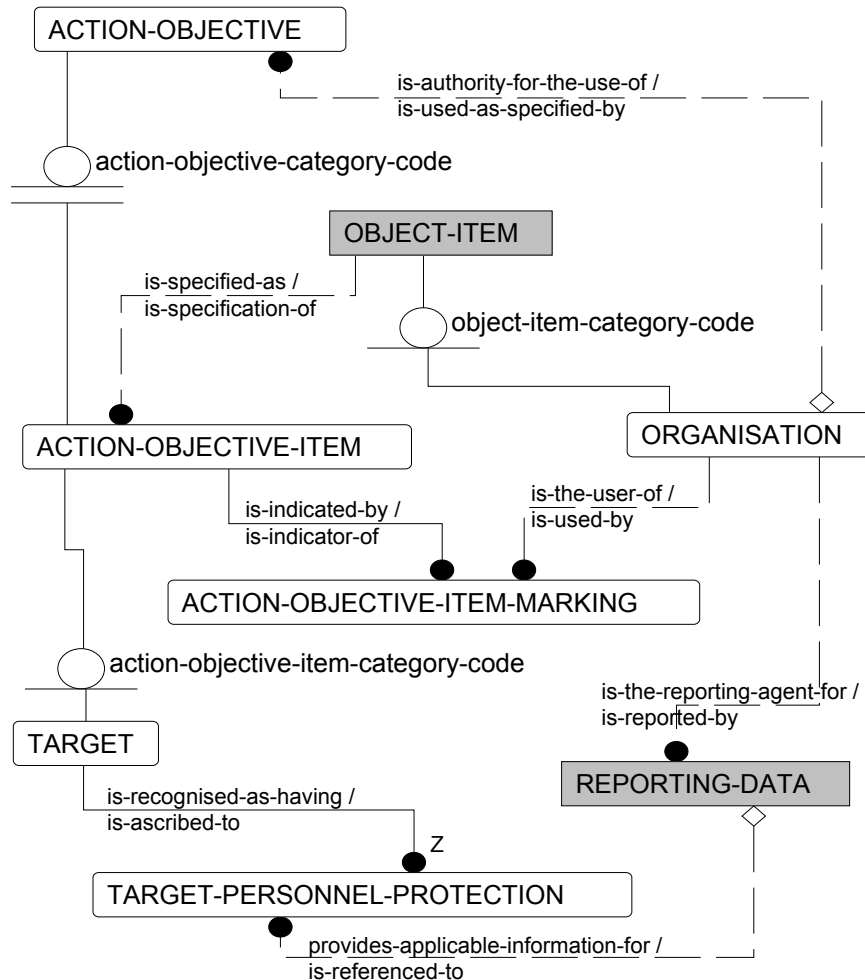 ACTION-OBJECTIVE
is-authority-for-the-use-of /
is-used-as-specified-by
action-objective-category-code
OBJECT-ITEM
is-specified-as /
is-specification-of
object-item-category-code
ACTION-OBJECTIVE-ITEM
ORGANISATION
is-indicated-by /
is-indicator-of
is-the-user-of /
is-used-by
ACTION-OBJECTIVE-ITEM-MARKING
action-objective-item-category-code
is-the-reporting-agent-for /
is-reported-by
TARGET
REPORTING-DATA
is-recognised-as-having /
is-ascribed-to
Z
TARGET-PERSONNEL-PROTECTION
provides-applicable-information-for /
is-referenced-to